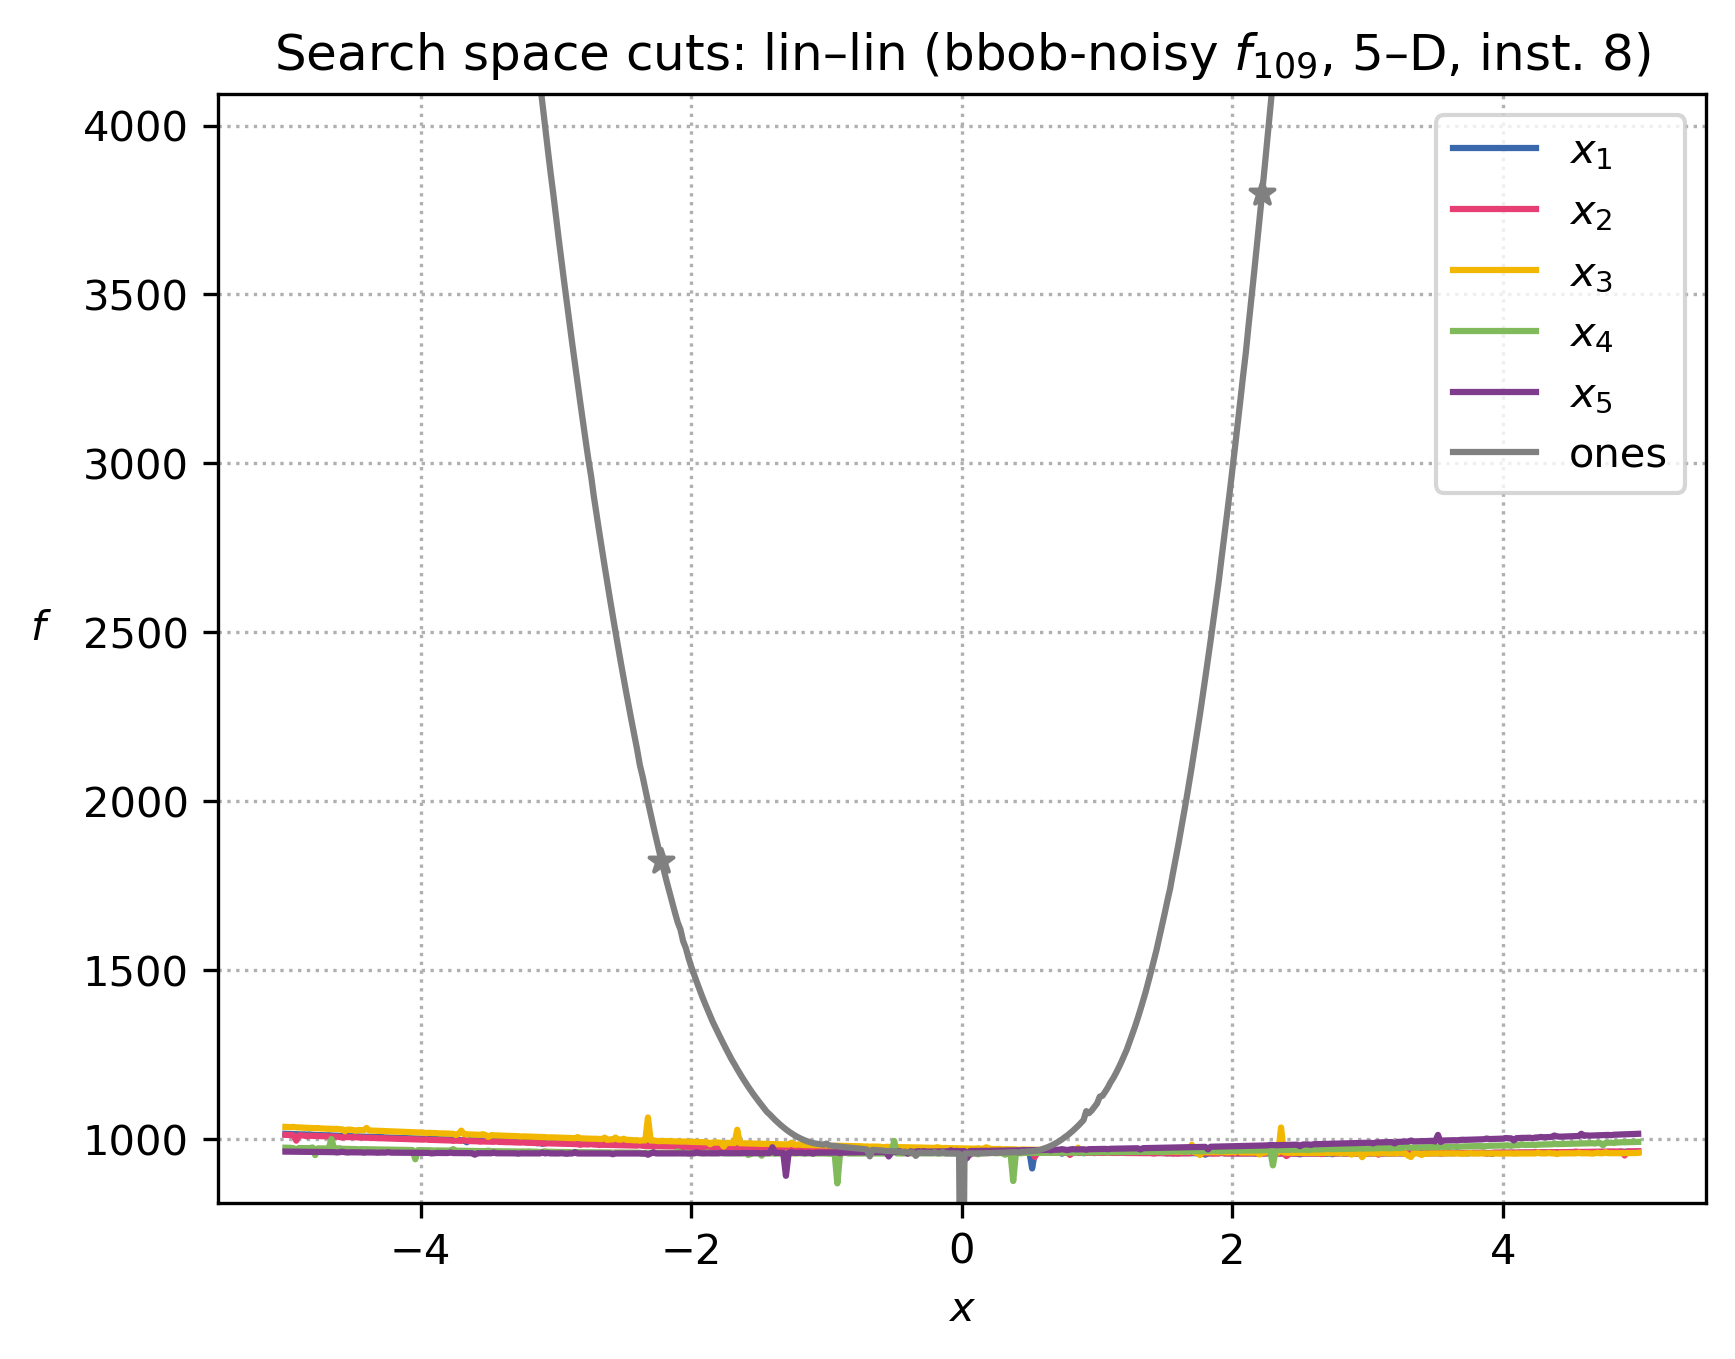 Search space cuts: lin–lin (bbob-noisy f₁₀₉, 5–D, inst. 8)
4000
3500
3000
2500
2000
1500
1000
f
−4
−2
0
2
4
x
x₁
x₂
x₃
x₄
x₅
ones